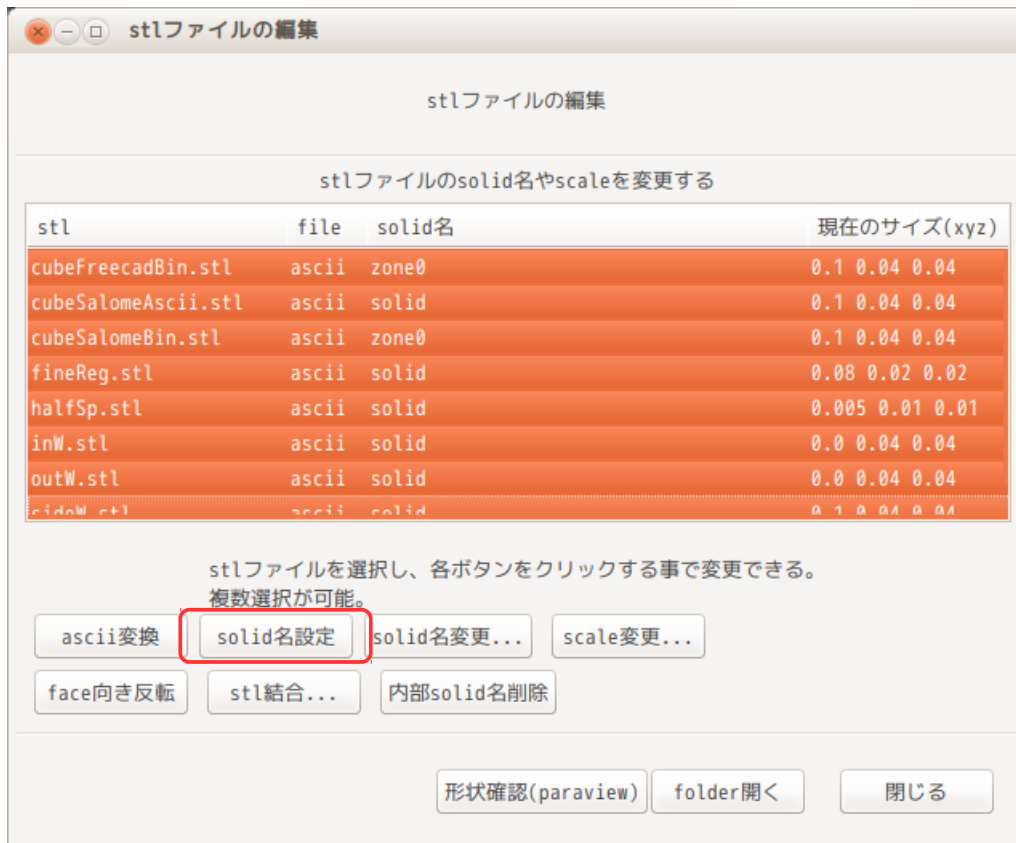 stlファイルの編集
stlファイルの編集
stlファイルのsolid名やscaleを変更する
stl file solid名 現在のサイズ(xyz)
cubeFreecadBin.stl ascii zone0 0.1 0.04 0.04
cubeSalomeAscii.stl ascii solid 0.1 0.04 0.04
cubeSalomeBin.stl ascii zone0 0.1 0.04 0.04
fineReg.stl ascii solid 0.08 0.02 0.02
halfSp.stl ascii solid 0.005 0.01 0.01
inW.stl ascii solid 0.0 0.04 0.04
outW.stl ascii solid 0.0 0.04 0.04
sideW.stl ascii solid 0.1 0.04 0.04
stlファイルを選択し、各ボタンをクリックする事で変更できる。
複数選択が可能。
ascii変換 solid名設定 solid名変更... scale変更...
face向き反転 stl結合... 内部solid名削除
形状確認(paraview) folder開く 閉じる